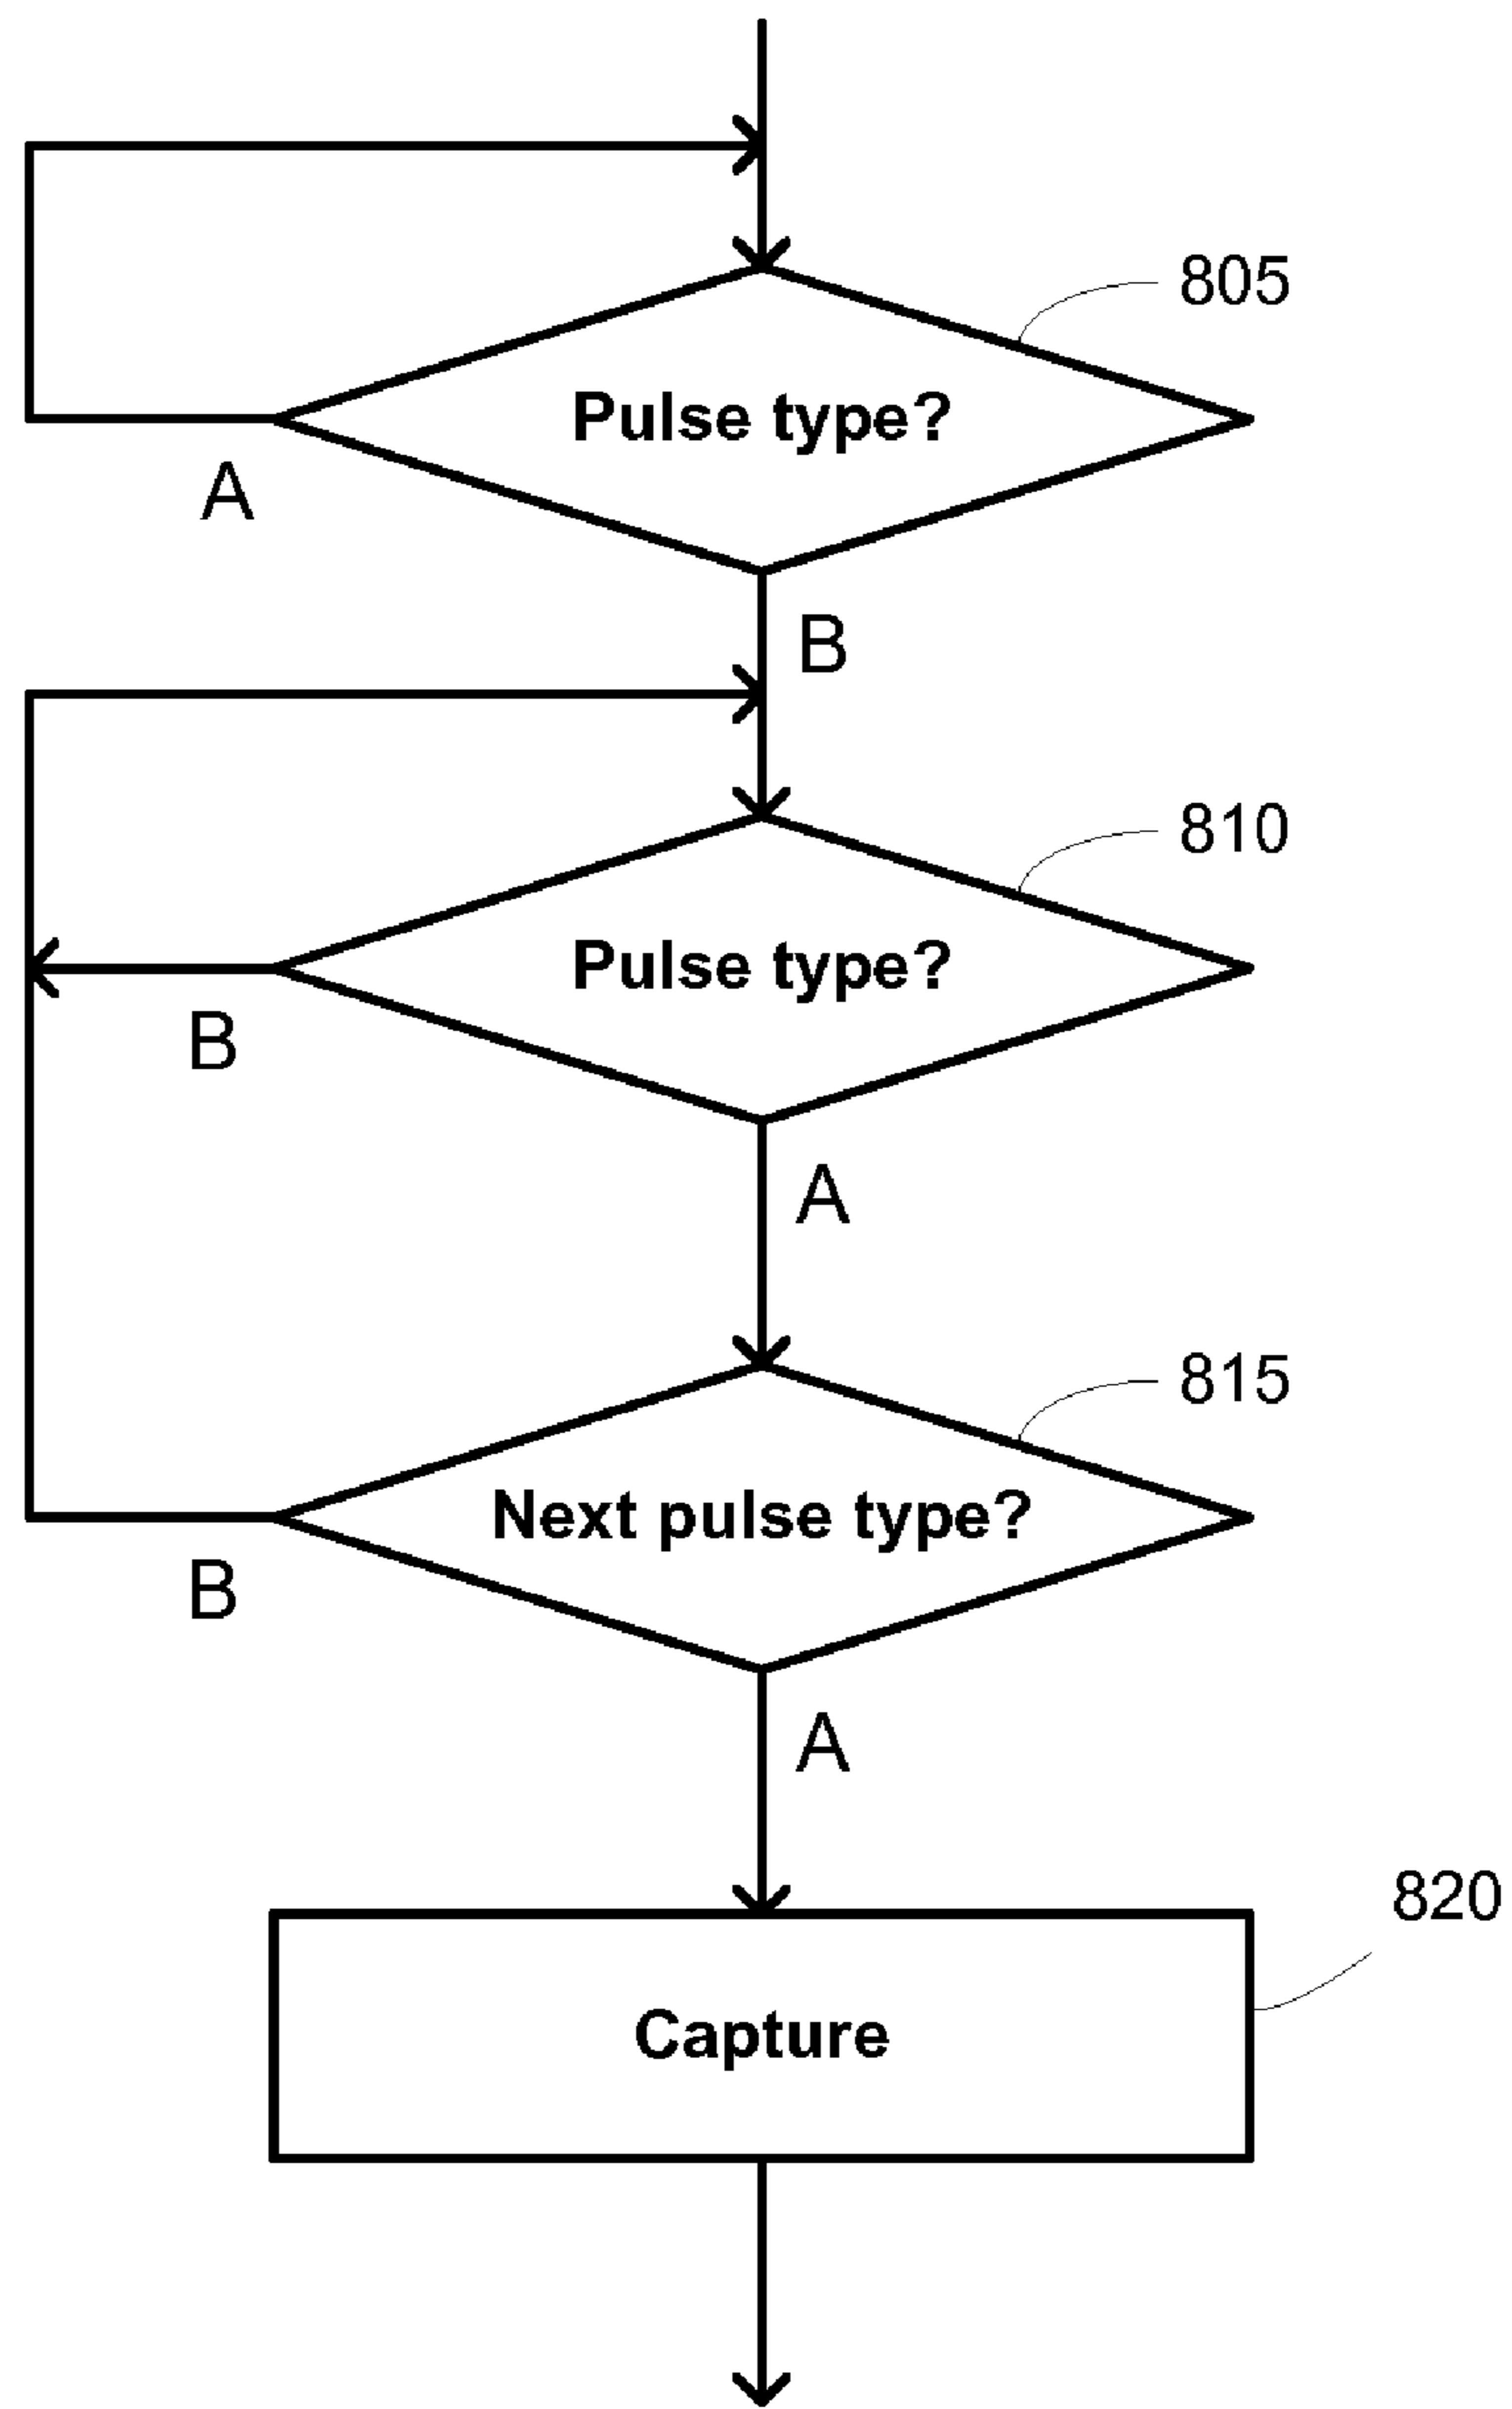 805
Pulse type?
A
B
810
Pulse type?
B
A
815
Next pulse type?
B
A
820
Capture